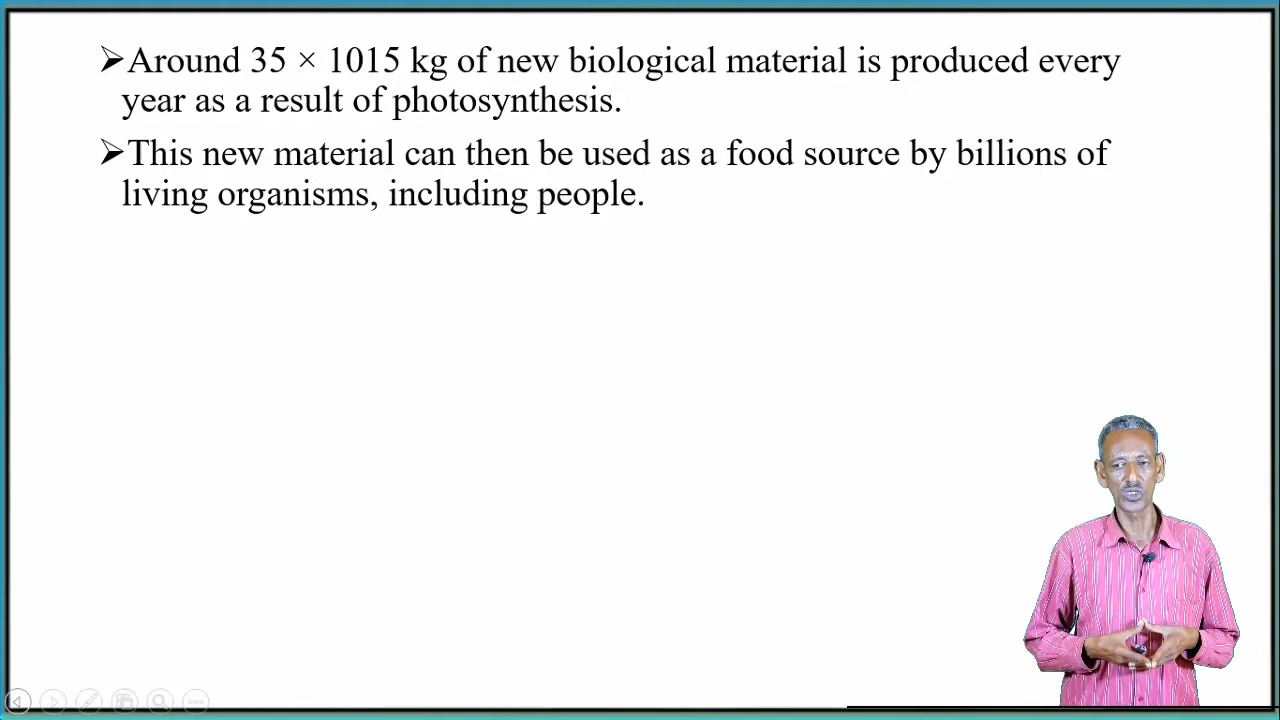 ➢Around 35 × 1015 kg of new biological material is produced every
year as a result of photosynthesis.
➢This new material can then be used as a food source by billions of
living organisms, including people.